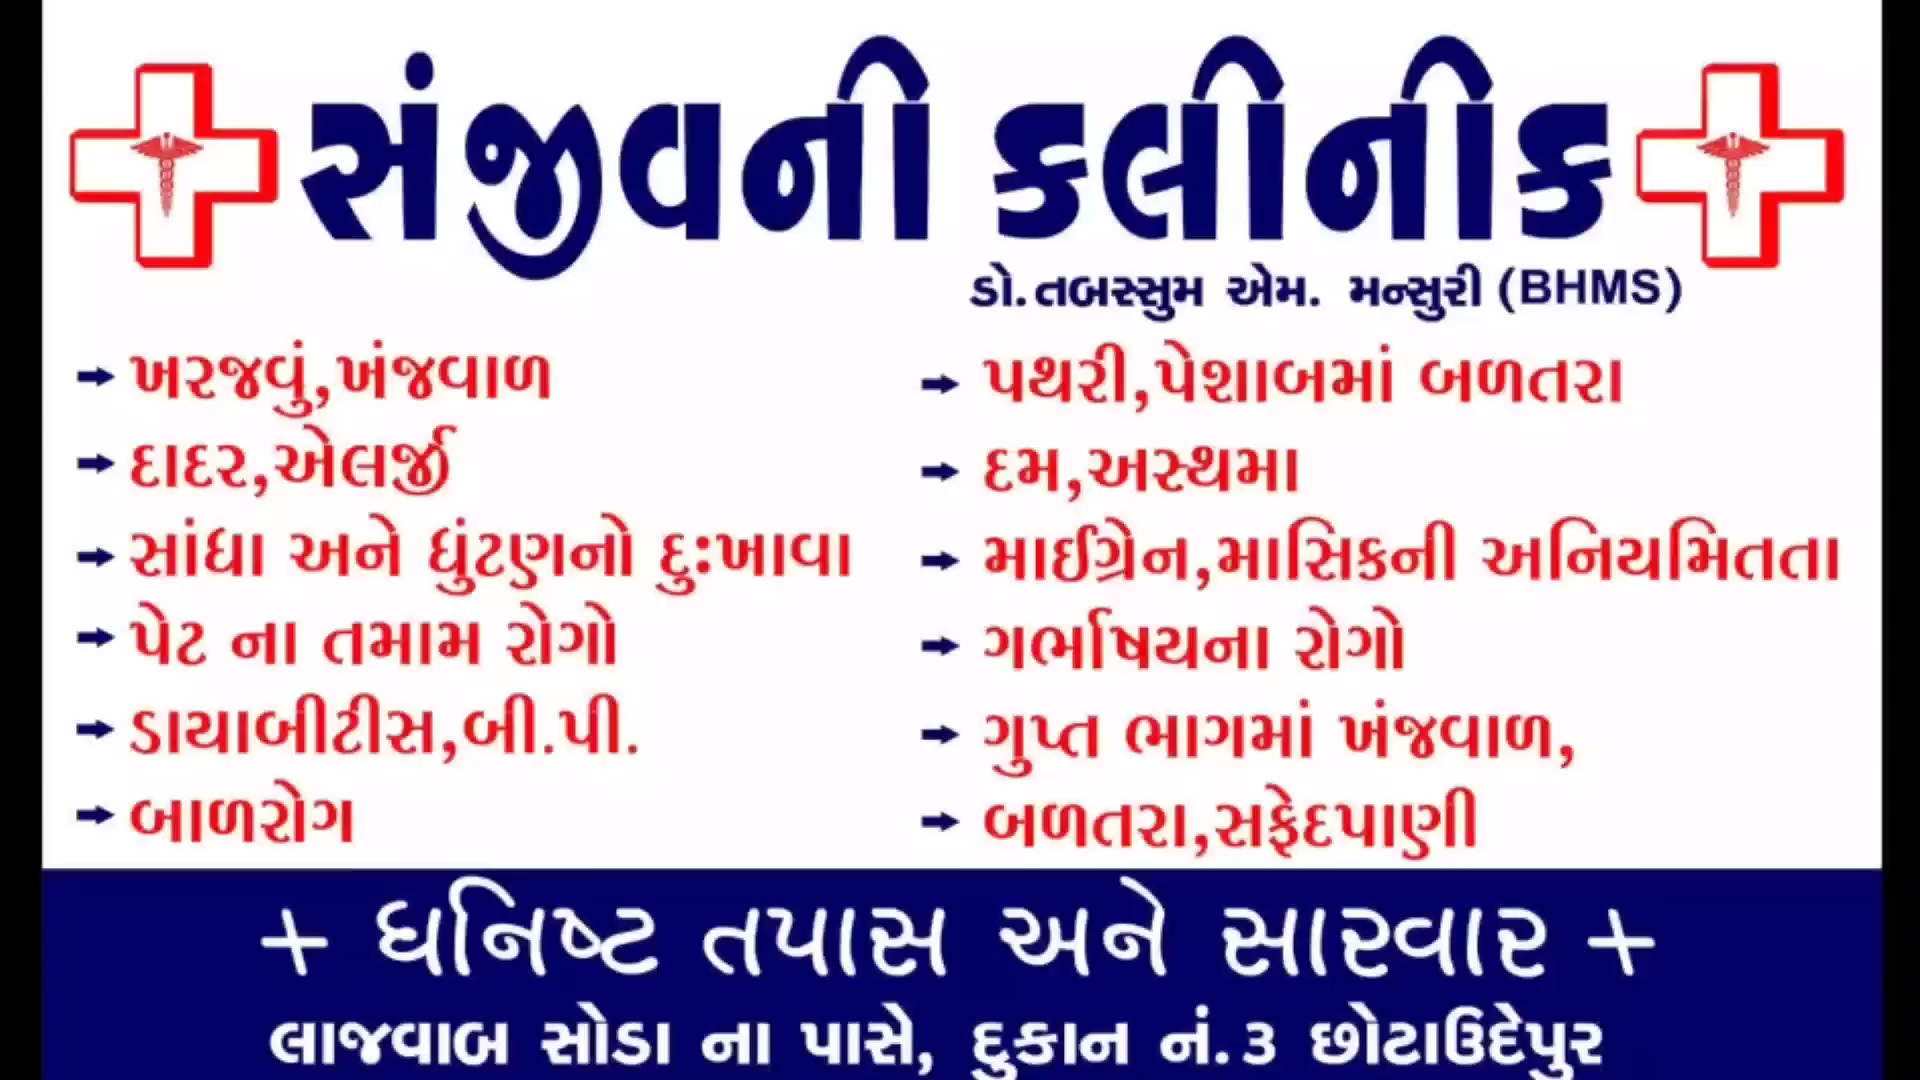 સંજીવની કલીનીક
ડો.તબસ્સુમ એમ. મન્સુરી (BHMS)
➡ ખરજવું,ખંજવાળ
➡ દાદર,એલર્જી
➡ સાંધા અને ધુંટણનો દુઃખાવા
➡ પેટ ના તમામ રોગો
➡ ડાયાબીટીસ,બી.પી.
➡ બાળરોગ
➡ પથરી,પેશાબમાં બળતરા
➡ દમ,અસ્થમા
➡ માઈગ્રેન,માસિકની અનિયમિતતા
➡ ગર્ભાષયના રોગો
➡ ગુપ્ત ભાગમાં ખંજવાળ,
➡ બળતરા,સફેદપાણી
+ ધનિષ્ટ તપાસ અને સારવાર +
લાજવાબ સોડા ના પાસે, દુકાન નં.૩ છોટાઉદેપુર